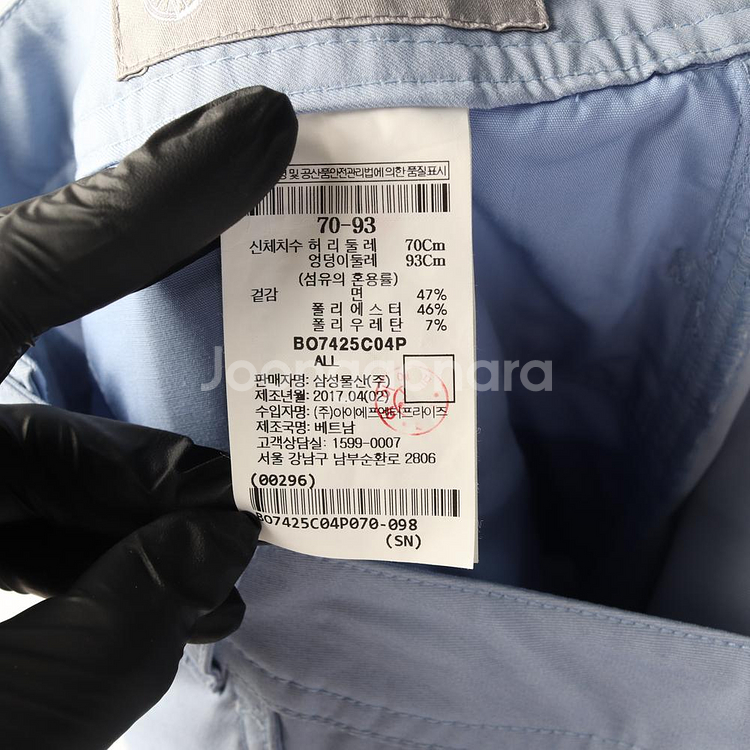 및 공산품안전관리법에 의한 품질표시
70-93
신체치수 허리둘레 70Cm
엉덩이둘레 93Cm
(섬유의 혼용률)
겉감 면 47%
폴리에스터 46%
폴리우레탄 7%
BO7425C04P
ALL
Joonggonara
판매자명: 삼성물산(주)
제조년월: 2017.04(02)
수입자명: (주)아이에프엔터프라이즈
제조국명: 베트남
고객상담실: 1599-0007
서울 강남구 남부순환로 2806
(00296)
BO7425C04P070-098
(SN)